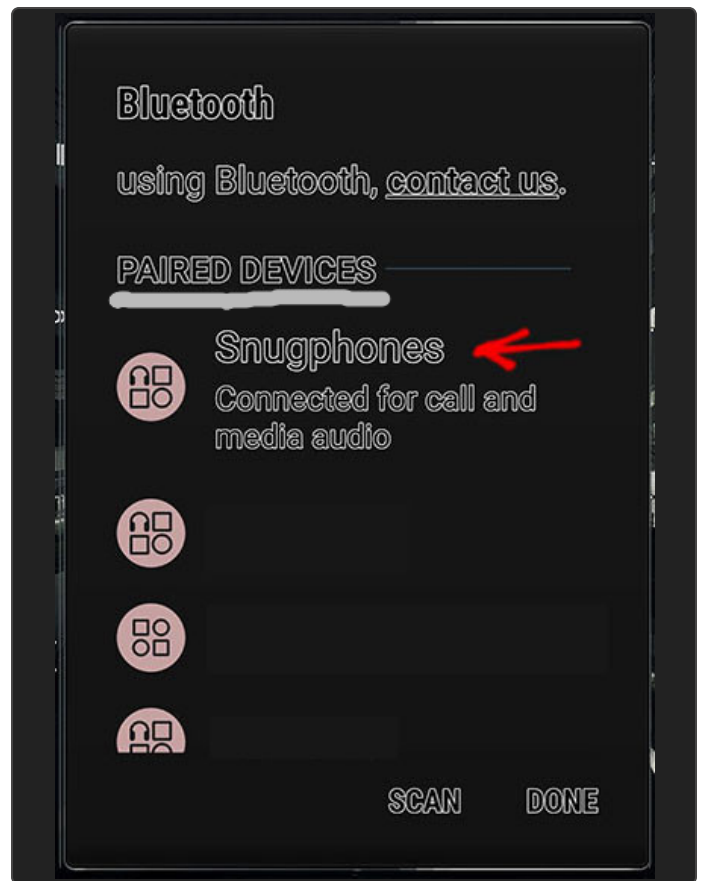 Bluetooth
using Bluetooth, contact us.
PAIRED DEVICES
Snugphones
Connected for call and
media audio
SCAN DONE